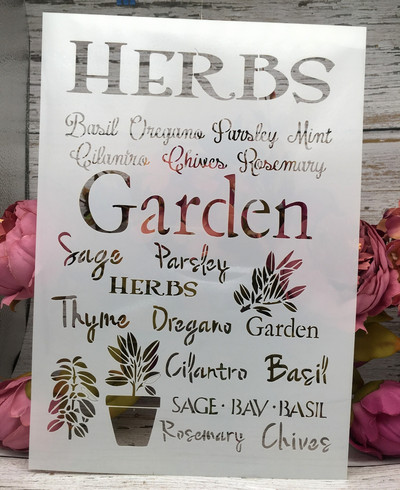 HERBS
Basil Oregano Parsley Mint
Cilantro Chives Rosemary
Garden
Sage Parsley
HERBS
Thyme Oregano Garden
Cilantro Basil
SAGE · BAY · BASIL
Rosemary Chives